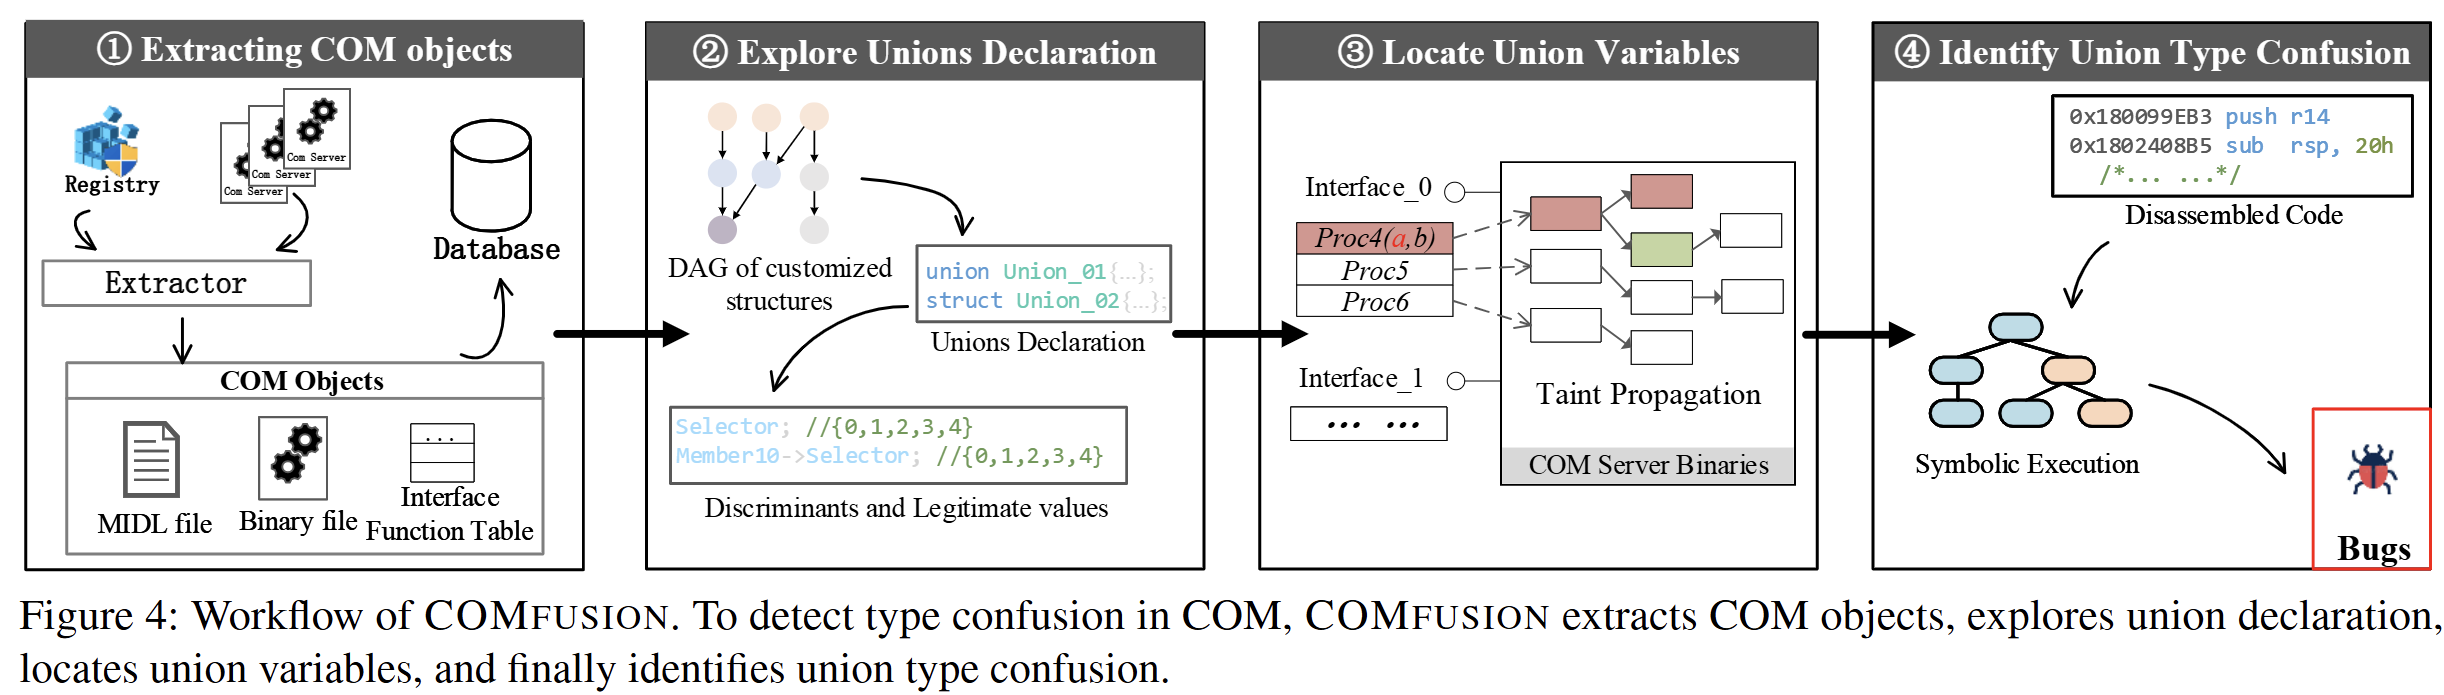 ① Extracting COM objects
Registry
Com Server
Com Server
Com Server
Extractor
Database
COM Objects
MIDL file
Binary file
...
Interface
Function Table
② Explore Unions Declaration
DAG of customized
structures
union Union_01{...};
struct Union_02{...};
Unions Declaration
Selector; //{0,1,2,3,4}
Member10->Selector; //{0,1,2,3,4}
Discriminants and Legitimate values
③ Locate Union Variables
Interface_0
Proc4(a,b)
Proc5
Proc6
Interface_1
... ...
Taint Propagation
COM Server Binaries
④ Identify Union Type Confusion
0x180099EB3 push r14
0x1802408B5 sub rsp, 20h
/*... ...*/
Disassembled Code
Symbolic Execution
Bugs
Figure 4: Workflow of COMFUSION. To detect type confusion in COM, COMFUSION extracts COM objects, explores union declaration,
locates union variables, and finally identifies union type confusion.